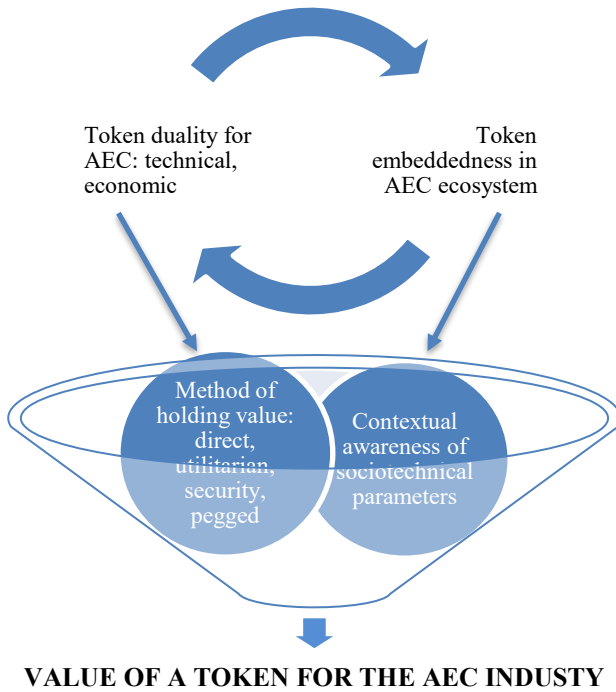 Token duality for
AEC: technical,
economic
Token
embeddedness in
AEC ecosystem
Method of
holding value:
direct,
utilitarian,
security,
pegged
Contextual
awareness of
sociotechnical
parameters
VALUE OF A TOKEN FOR THE AEC INDUSTY